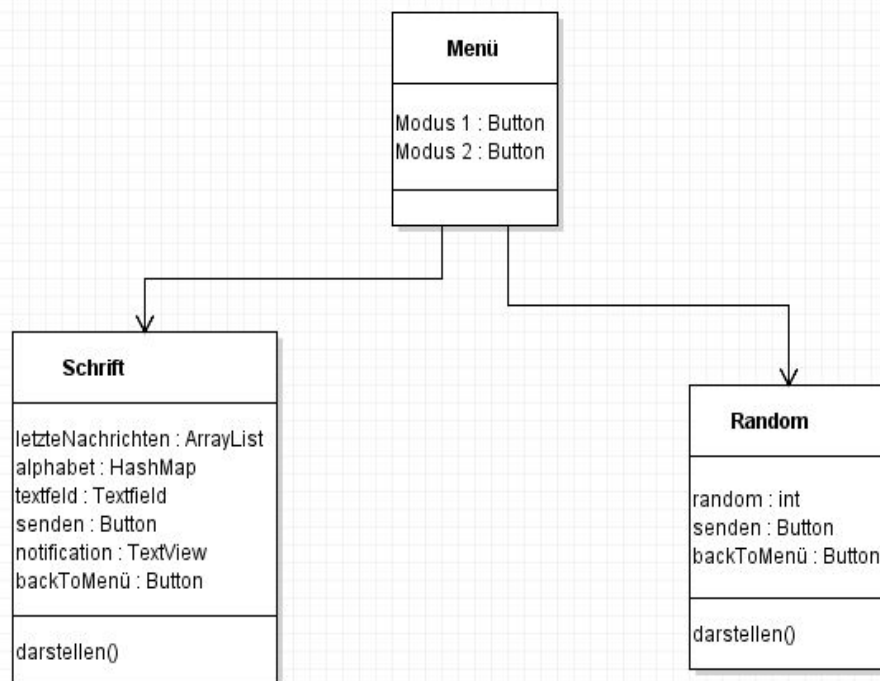 Menü
Modus 1 : Button
Modus 2 : Button
Schrift
letzteNachrichten : ArrayList
alphabet : HashMap
textfeld : Textfield
senden : Button
notification : TextView
backToMenü : Button
darstellen()
Random
random : int
senden : Button
backToMenü : Button
darstellen()